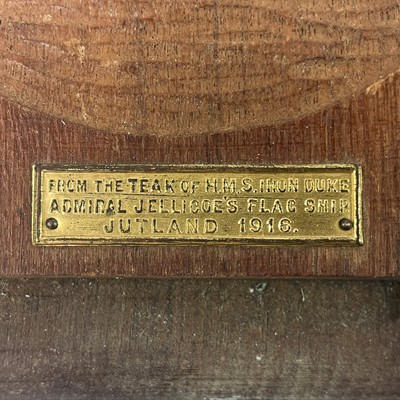 FROM THE TEAK OF H.M.S. IRON DUKE
ADMIRAL JELLICOE'S FLAG SHIP
JUTLAND. 1916.